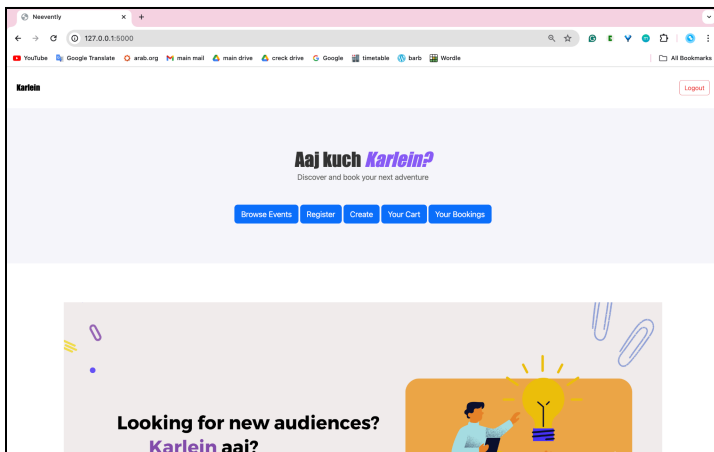 Neevently
127.0.0.1:5000
YouTube Google Translate arab.org main mail main drive creck drive Google timetable barb Wordle All Bookmarks
Karlein Logout
Aaj kuch Karlein?
Discover and book your next adventure
Browse Events Register Create Your Cart Your Bookings
Looking for new audiences?
Karlein aaj?